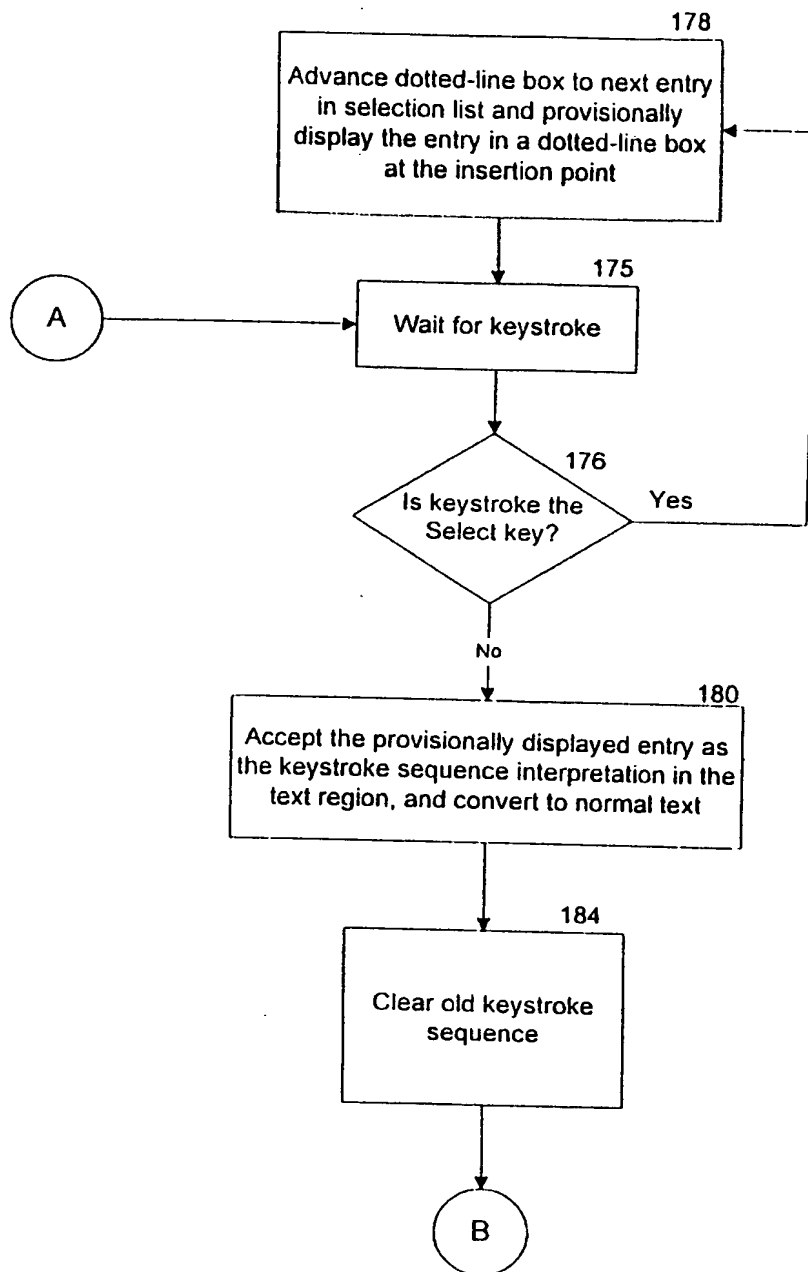 178
Advance dotted-line box to next entry
in selection list and provisionally
display the entry in a dotted-line box
at the insertion point
175
A
Wait for keystroke
176
Is keystroke the
Select key?
Yes
No
180
Accept the provisionally displayed entry as
the keystroke sequence interpretation in the
text region, and convert to normal text
184
Clear old keystroke
sequence
B